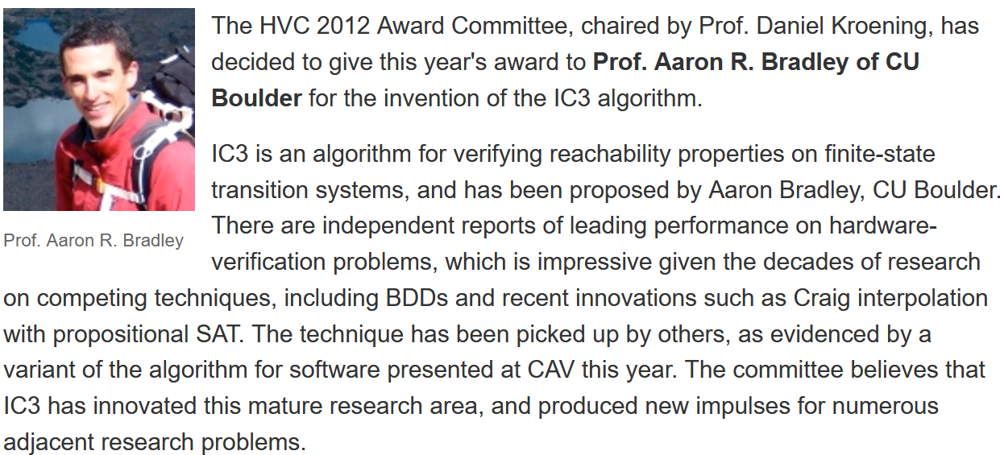 The HVC 2012 Award Committee, chaired by Prof. Daniel Kroening, has
decided to give this year's award to Prof. Aaron R. Bradley of CU
Boulder for the invention of the IC3 algorithm.
IC3 is an algorithm for verifying reachability properties on finite-state
transition systems, and has been proposed by Aaron Bradley, CU Boulder.
There are independent reports of leading performance on hardware-
Prof. Aaron R. Bradley
verification problems, which is impressive given the decades of research
on competing techniques, including BDDs and recent innovations such as Craig interpolation
with propositional SAT. The technique has been picked up by others, as evidenced by a
variant of the algorithm for software presented at CAV this year. The committee believes that
IC3 has innovated this mature research area, and produced new impulses for numerous
adjacent research problems.